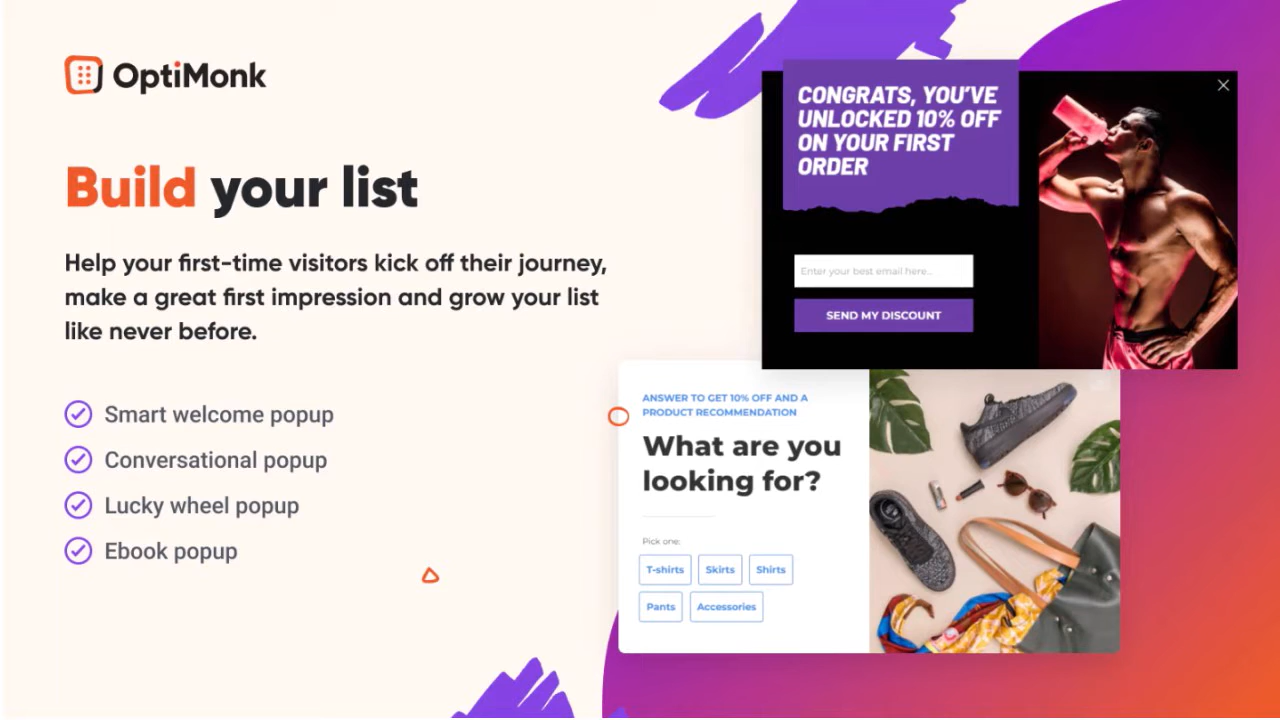 OptiMonk
Build your list
Help your first-time visitors kick off their journey,
make a great first impression and grow your list
like never before.
Smart welcome popup
Conversational popup
Lucky wheel popup
Ebook popup
CONGRATS, YOU'VE
UNLOCKED 10% OFF
ON YOUR FIRST
ORDER
Enter your best email here...
SEND MY DISCOUNT
ANSWER TO GET 10% OFF AND A
PRODUCT RECOMMENDATION
What are you
looking for?
Pick one:
T-shirts Skirts Shirts
Pants Accessories